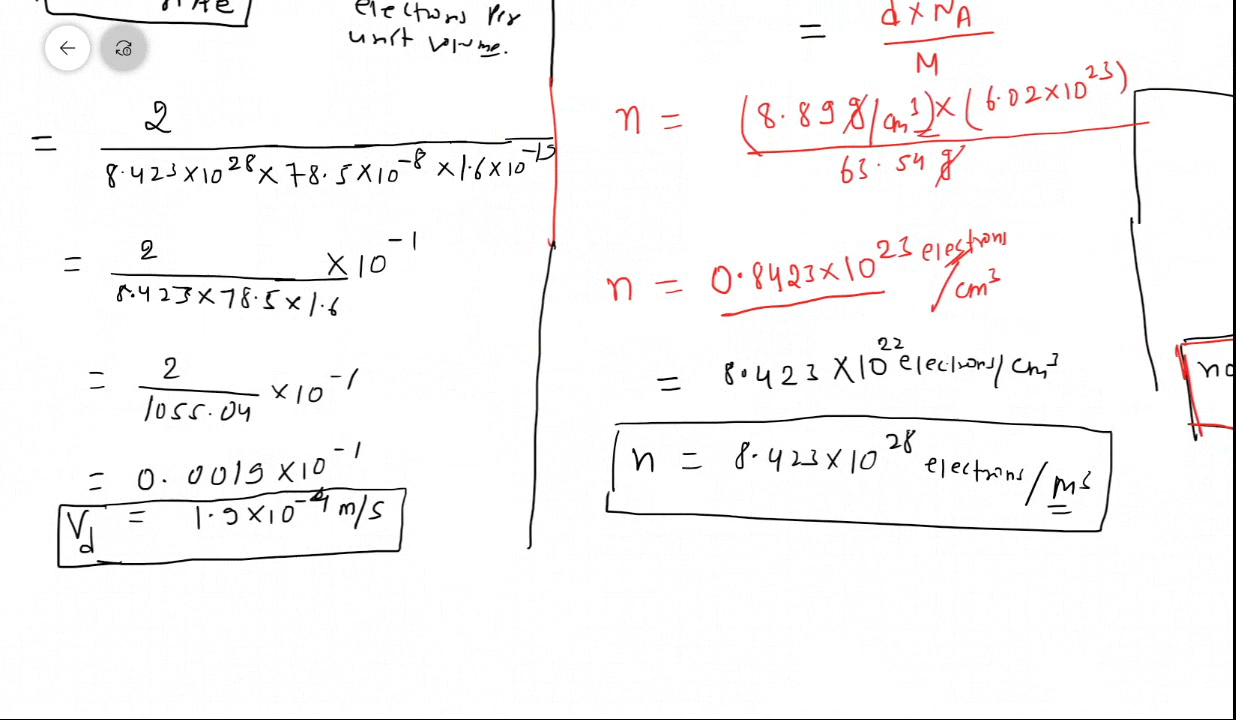 nAe
electrons per
unit volume.
= 2 / 8.423×10^28 × 78.5×10^-8 × 1.6×10^-19
= 2 / 8.423×78.5×1.6 ×10^-1
= 2 / 1055.04 ×10^-1
= 0.0019 ×10^-1
Vd = 1.9×10^-4 m/s
= d×NA / M
n = (8.89 g/cm³)×(6.02×10^23) / 63.54 g
n = 0.8423×10^23 electrons/cm³
= 8.423 ×10^22 electrons/cm³
n = 8.423×10^28 electrons/m³